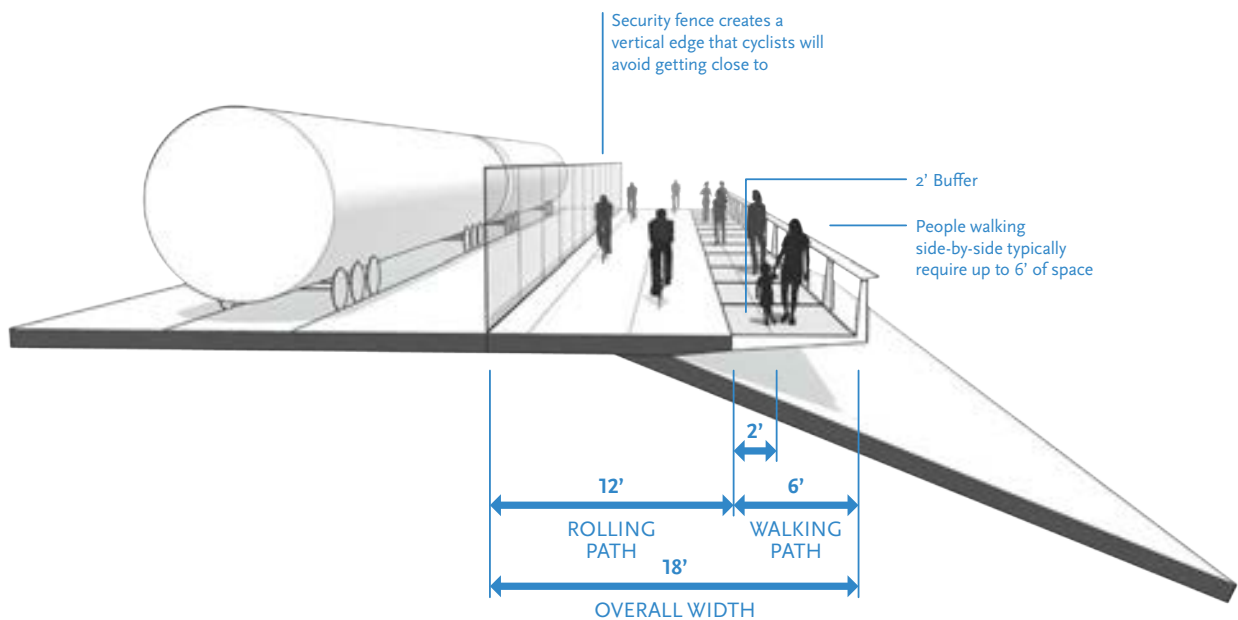 Security fence creates a
vertical edge that cyclists will
avoid getting close to
2’ Buffer
People walking
side-by-side typically
require up to 6’ of space
2’
12’
6’
ROLLING
PATH
WALKING
PATH
18’
OVERALL WIDTH